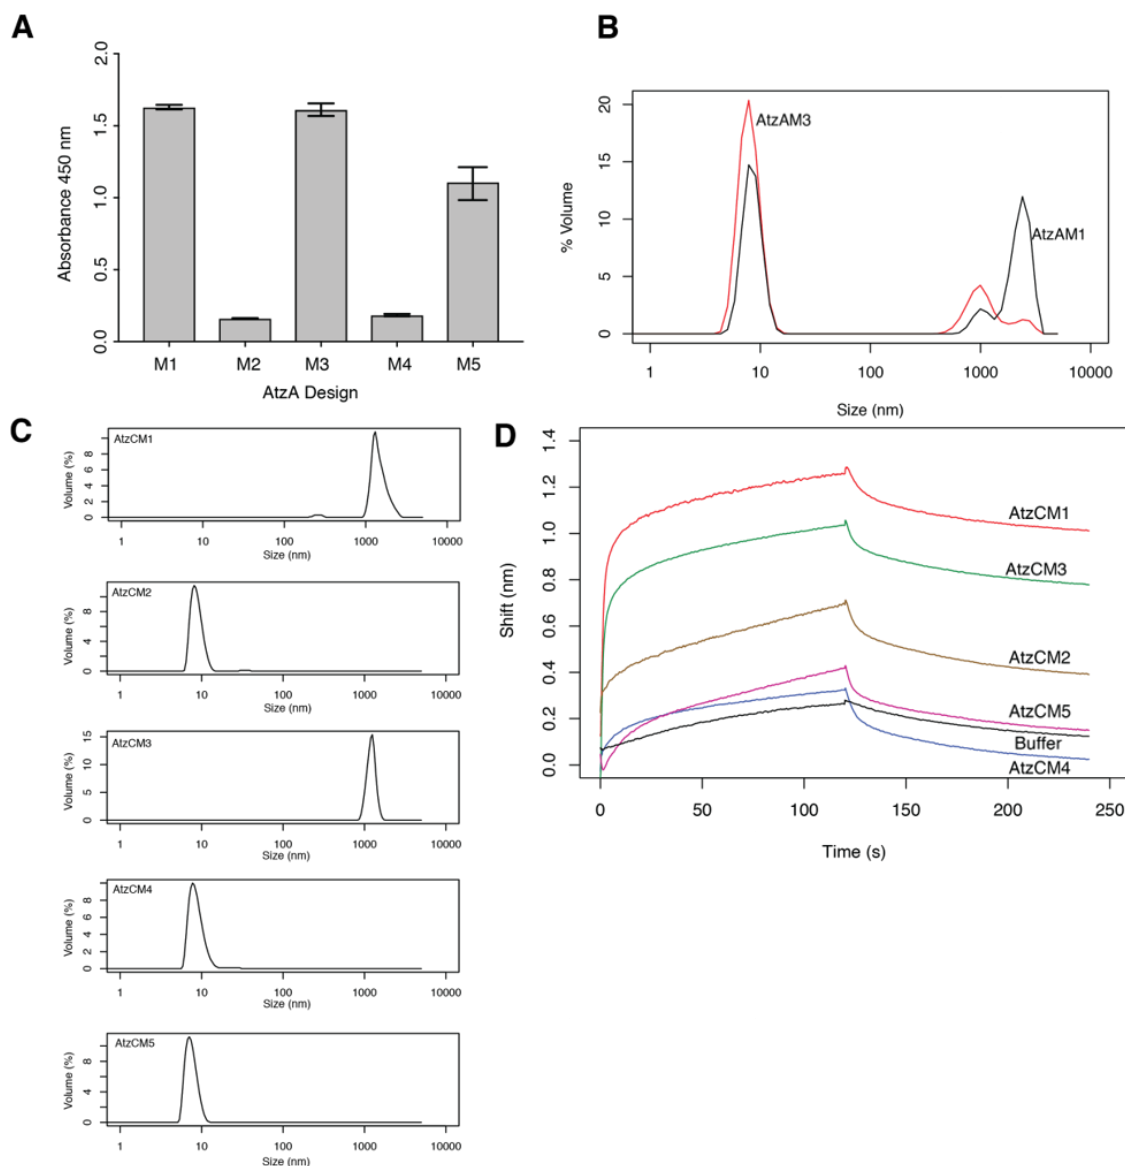 A
Absorbance 450 nm
2.0
1.5
1.0
0.5
0.0
M1 M2 M3 M4 M5
AtzA Design
B
% Volume
20
15
10
5
0
AtzAM3
AtzAM1
1 10 100 1000 10000
Size (nm)
C
AtzCM1
Volume (%)
8
6
4
2
0
1 10 100 1000 10000
Size (nm)
AtzCM2
Volume (%)
8
4
0
1 10 100 1000 10000
Size (nm)
AtzCM3
Volume (%)
15
10
5
0
1 10 100 1000 10000
Size (nm)
AtzCM4
Volume (%)
8
6
4
2
0
1 10 100 1000 10000
Size (nm)
AtzCM5
Volume (%)
8
4
0
1 10 100 1000 10000
Size (nm)
D
Shift (nm)
1.4
1.2
1.0
0.8
0.6
0.4
0.2
0.0
AtzCM1
AtzCM3
AtzCM2
AtzCM5
Buffer
AtzCM4
0 50 100 150 200 250
Time (s)